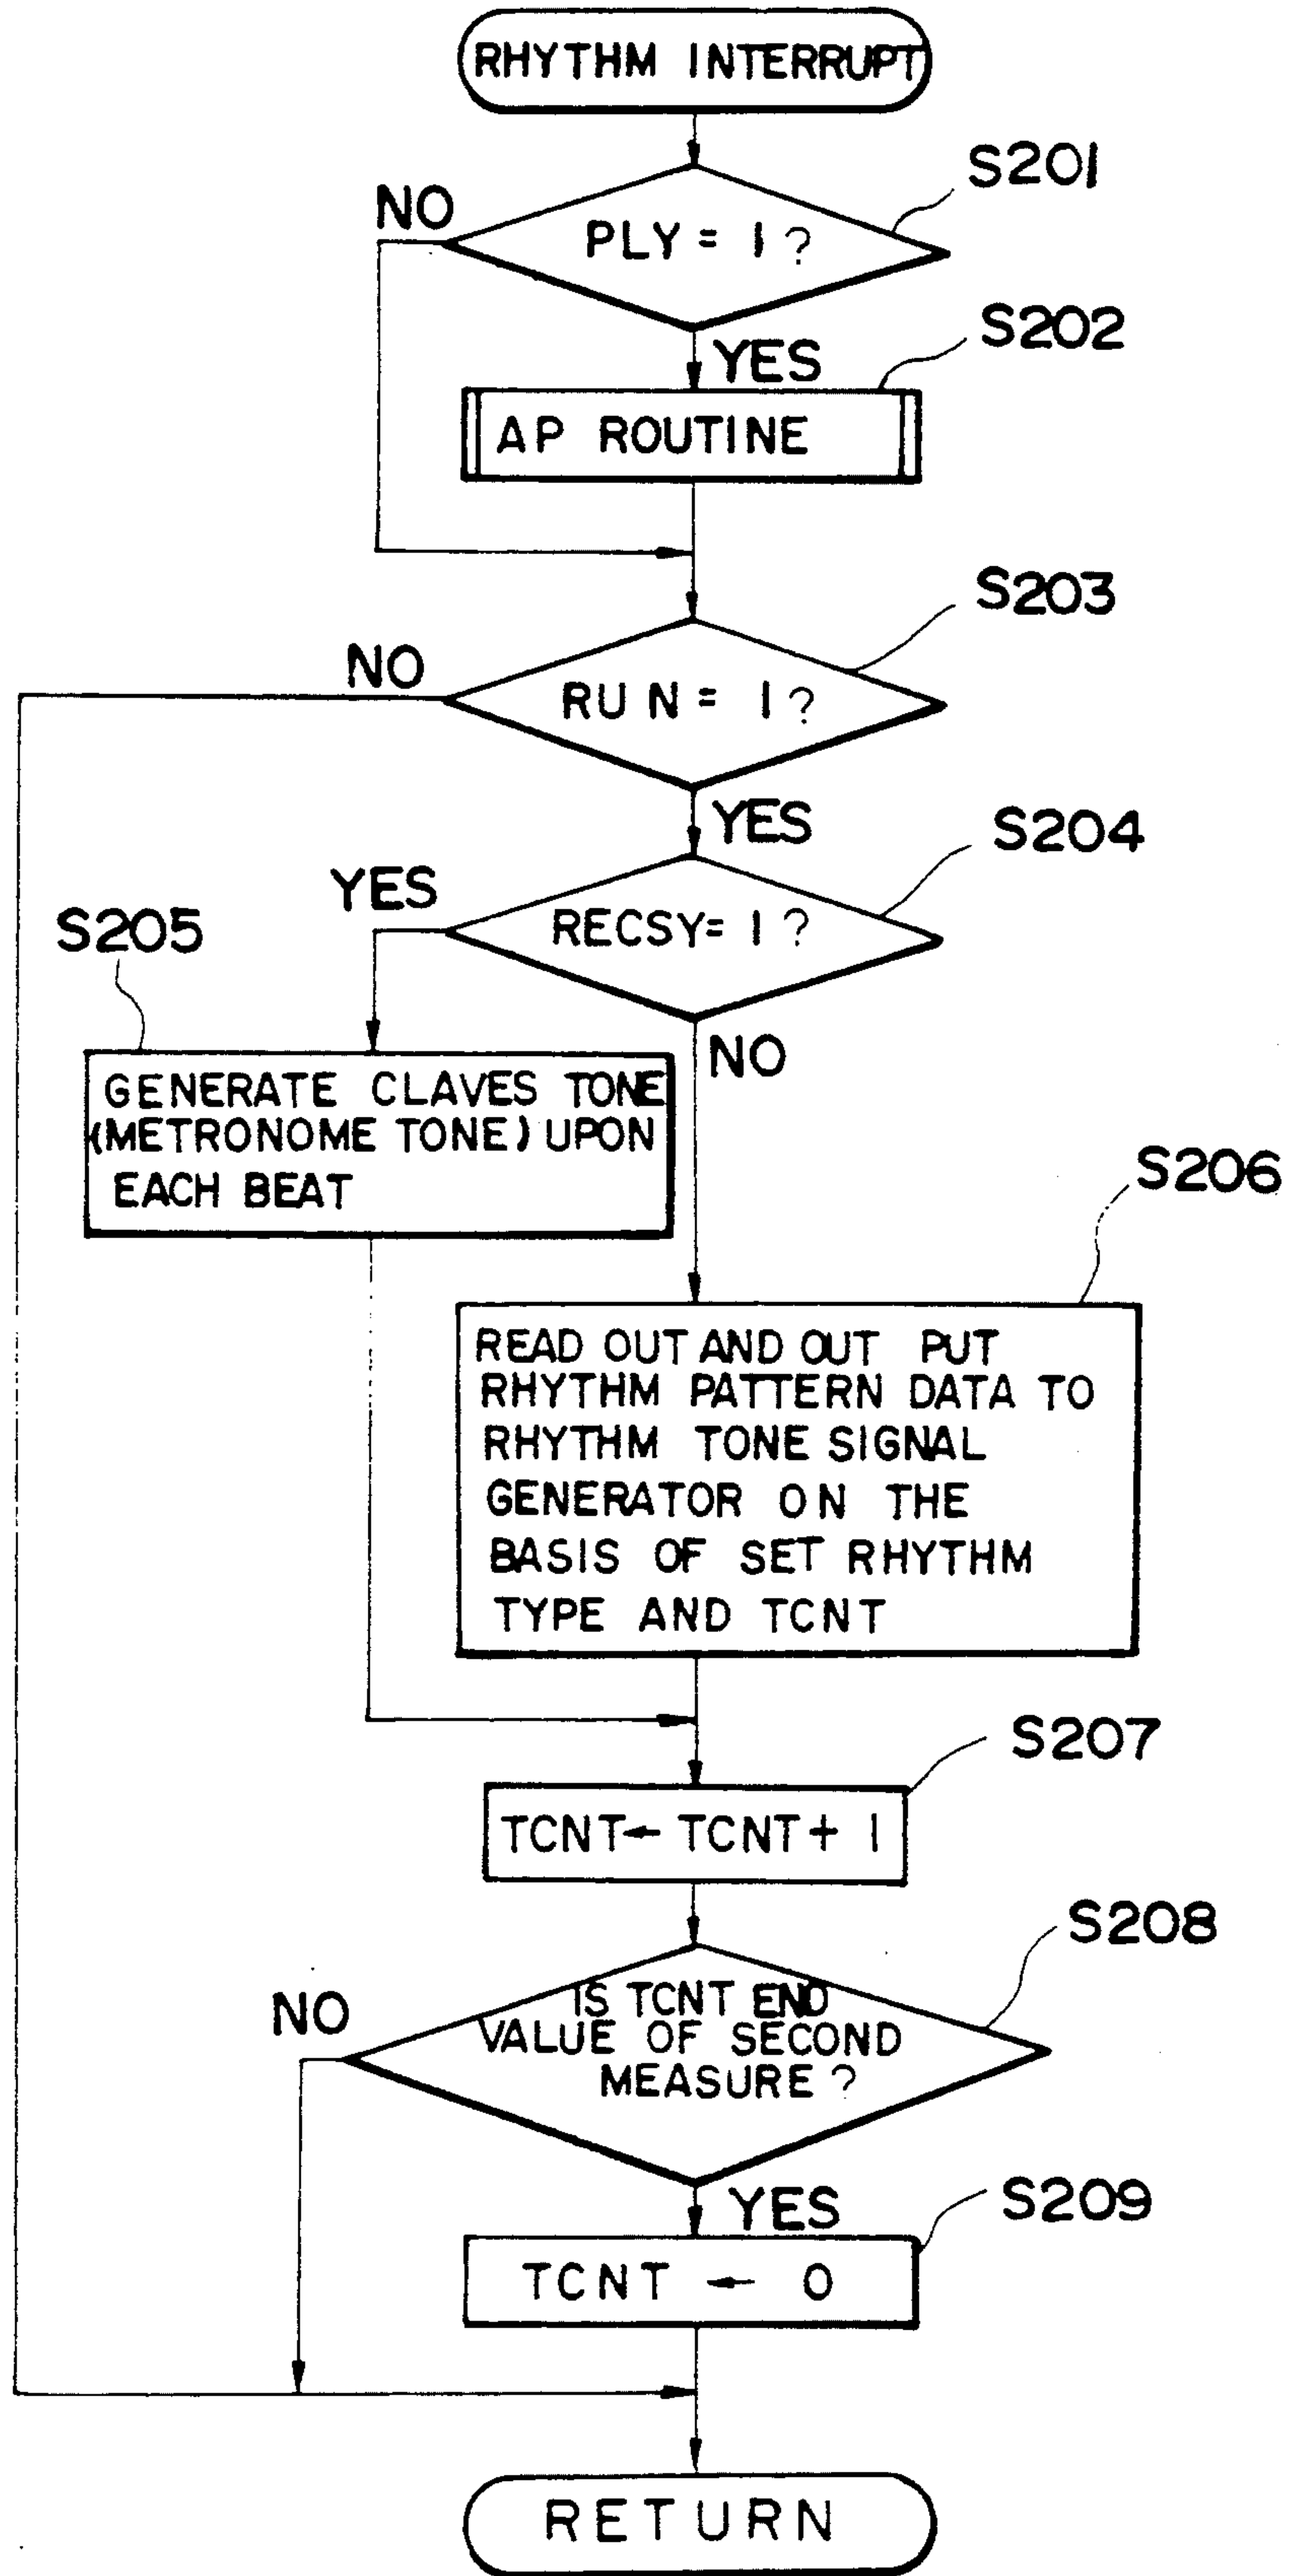 RHYTHM INTERRUPT
S201
NO
PLY = 1 ?
S202
YES
AP ROUTINE
S203
NO
RUN = 1 ?
YES
S204
YES
RECSY= 1 ?
S205
NO
GENERATE CLAVES TONE
(METRONOME TONE) UPON
EACH BEAT
S206
READ OUT AND OUT PUT
RHYTHM PATTERN DATA TO
RHYTHM TONE SIGNAL
GENERATOR ON THE
BASIS OF SET RHYTHM
TYPE AND TCNT
S207
TCNT← TCNT + 1
S208
NO
IS TCNT END
VALUE OF SECOND
MEASURE ?
YES
S209
TCNT ← 0
RETURN